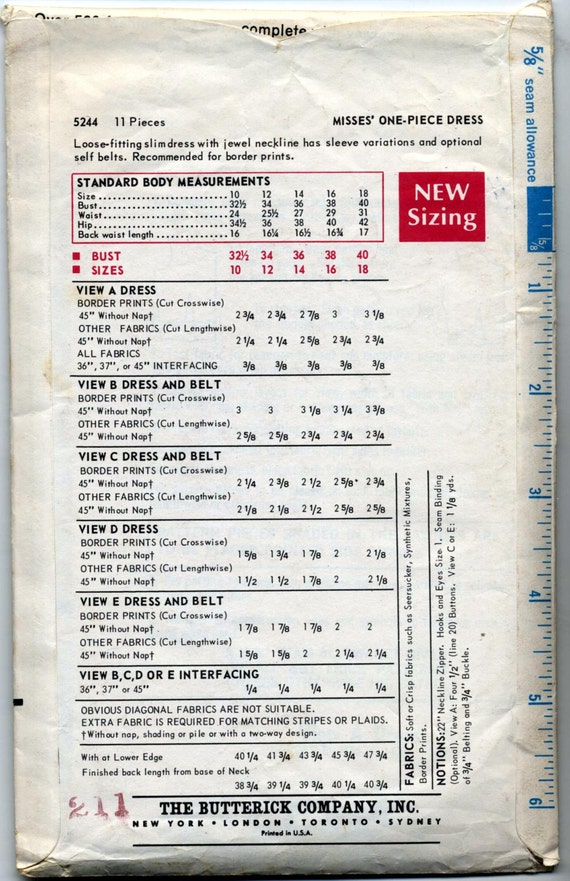 complete
5/8" seam allowance
5244 11 Pieces MISSES' ONE-PIECE DRESS
Loose-fitting slim dress with jewel neckline has sleeve variations and optional
self belts. Recommended for border prints.
STANDARD BODY MEASUREMENTS
Size 10 12 14 16 18
Bust 32½ 34 36 38 40
Waist 24 25½ 27 29 31
Hip 34½ 36 38 40 42
Back waist length 16 16¼ 16½ 16¾ 17
NEW
Sizing
BUST 32½ 34 36 38 40
SIZES 10 12 14 16 18
VIEW A DRESS
BORDER PRINTS (Cut Crosswise)
45" Without Nap† 2 3/4 2 3/4 2 7/8 3 3 1/8
OTHER FABRICS (Cut Lengthwise)
45" Without Nap† 2 1/4 2 1/4 2 5/8 2 3/4 2 3/4
ALL FABRICS
36", 37", or 45" INTERFACING 3/8 3/8 3/8 3/8 3/8
VIEW B DRESS AND BELT
BORDER PRINTS (Cut Crosswise)
45" Without Nap† 3 3 3 1/8 3 1/4 3 3/8
OTHER FABRICS (Cut Lengthwise)
45" Without Nap† 2 5/8 2 5/8 2 3/4 2 3/4 2 3/4
VIEW C DRESS AND BELT
BORDER PRINTS (Cut Crosswise)
45" Without Nap† 2 1/4 2 3/8 2 1/2 2 5/8 2 3/4
OTHER FABRICS (Cut Lengthwise)
45" Without Nap† 2 1/8 2 1/8 2 1/2 2 5/8 2 5/8
VIEW D DRESS
BORDER PRINTS (Cut Crosswise)
45" Without Nap† 1 5/8 1 3/4 1 7/8 2 2 1/8
OTHER FABRICS (Cut Lengthwise)
45" Without Nap† 1 1/2 1 1/2 1 7/8 2 2 1/8
VIEW E DRESS AND BELT
BORDER PRINTS (Cut Crosswise)
45" Without Nap† 1 7/8 1 7/8 1 7/8 2 2
OTHER FABRICS (Cut Lengthwise)
45" Without Nap† 1 5/8 1 5/8 2 2 1/4 2 1/4
VIEW B,C,D OR E INTERFACING
36", 37" or 45" 1/4 1/4 1/4 1/4 1/4
OBVIOUS DIAGONAL FABRICS ARE NOT SUITABLE.
EXTRA FABRIC IS REQUIRED FOR MATCHING STRIPES OR PLAIDS.
†Without nap, shading or pile or with a two-way design.
With at Lower Edge 40 1/4 41 3/4 43 3/4 45 3/4 47 3/4
Finished back length from base of Neck
38 3/4 39 1/4 39 3/4 40 1/4 40 3/4
FABRICS: Soft or Crisp fabrics such as Seersucker, Synthetic Mixtures,
Border Prints.
NOTIONS: 22" Neckline Zipper. Hooks and Eyes Size 1. Seam Binding
(Optional). View A: Four 1/2" (line 20) Buttons. View C or E: 1 1/8 yds.
of 3/4" Belting and 3/4" Buckle.
211
THE BUTTERICK COMPANY, INC.
NEW YORK • LONDON • TORONTO • SYDNEY
Printed in U.S.A.
5/8
1
2
3
4
5
6